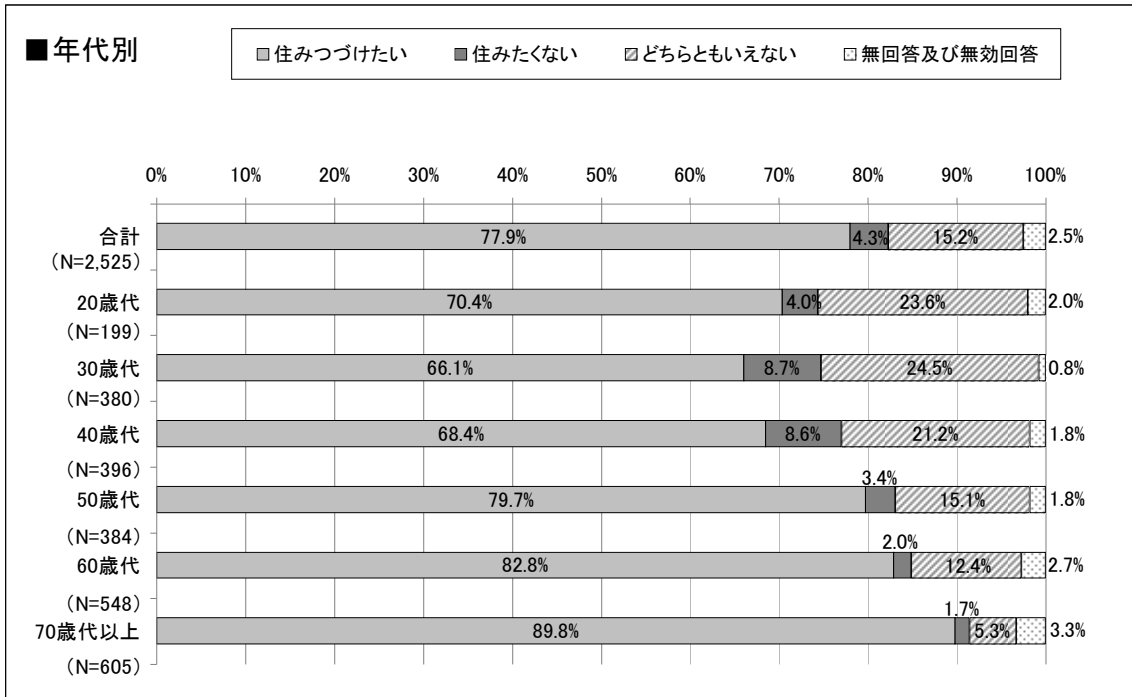 ■年代別
住みつづけたい 住みたくない どちらともいえない 無回答及び無効回答
0% 10% 20% 30% 40% 50% 60% 70% 80% 90% 100%
合計 77.9% 4.3% 15.2% 2.5%
(N=2,525)
20歳代 70.4% 4.0% 23.6% 2.0%
(N=199)
30歳代 66.1% 8.7% 24.5% 0.8%
(N=380)
40歳代 68.4% 8.6% 21.2% 1.8%
(N=396) 3.4%
50歳代 79.7% 15.1% 1.8%
(N=384) 2.0%
60歳代 82.8% 12.4% 2.7%
(N=548) 1.7%
70歳代以上 89.8% 5.3% 3.3%
(N=605)